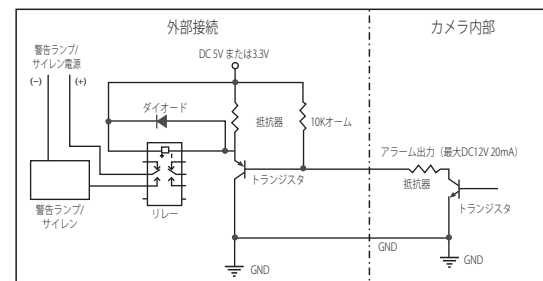 外部接続
カメラ内部
警告ランプ/
サイレン電源
(−)
(+)
DC 5V または3.3V
ダイオード
抵抗器
10Kオーム
アラーム出力（最大DC12V 20mA）
抵抗器
トランジスタ
トランジスタ
リレー
警告ランプ/
サイレン
GND
GND
GND